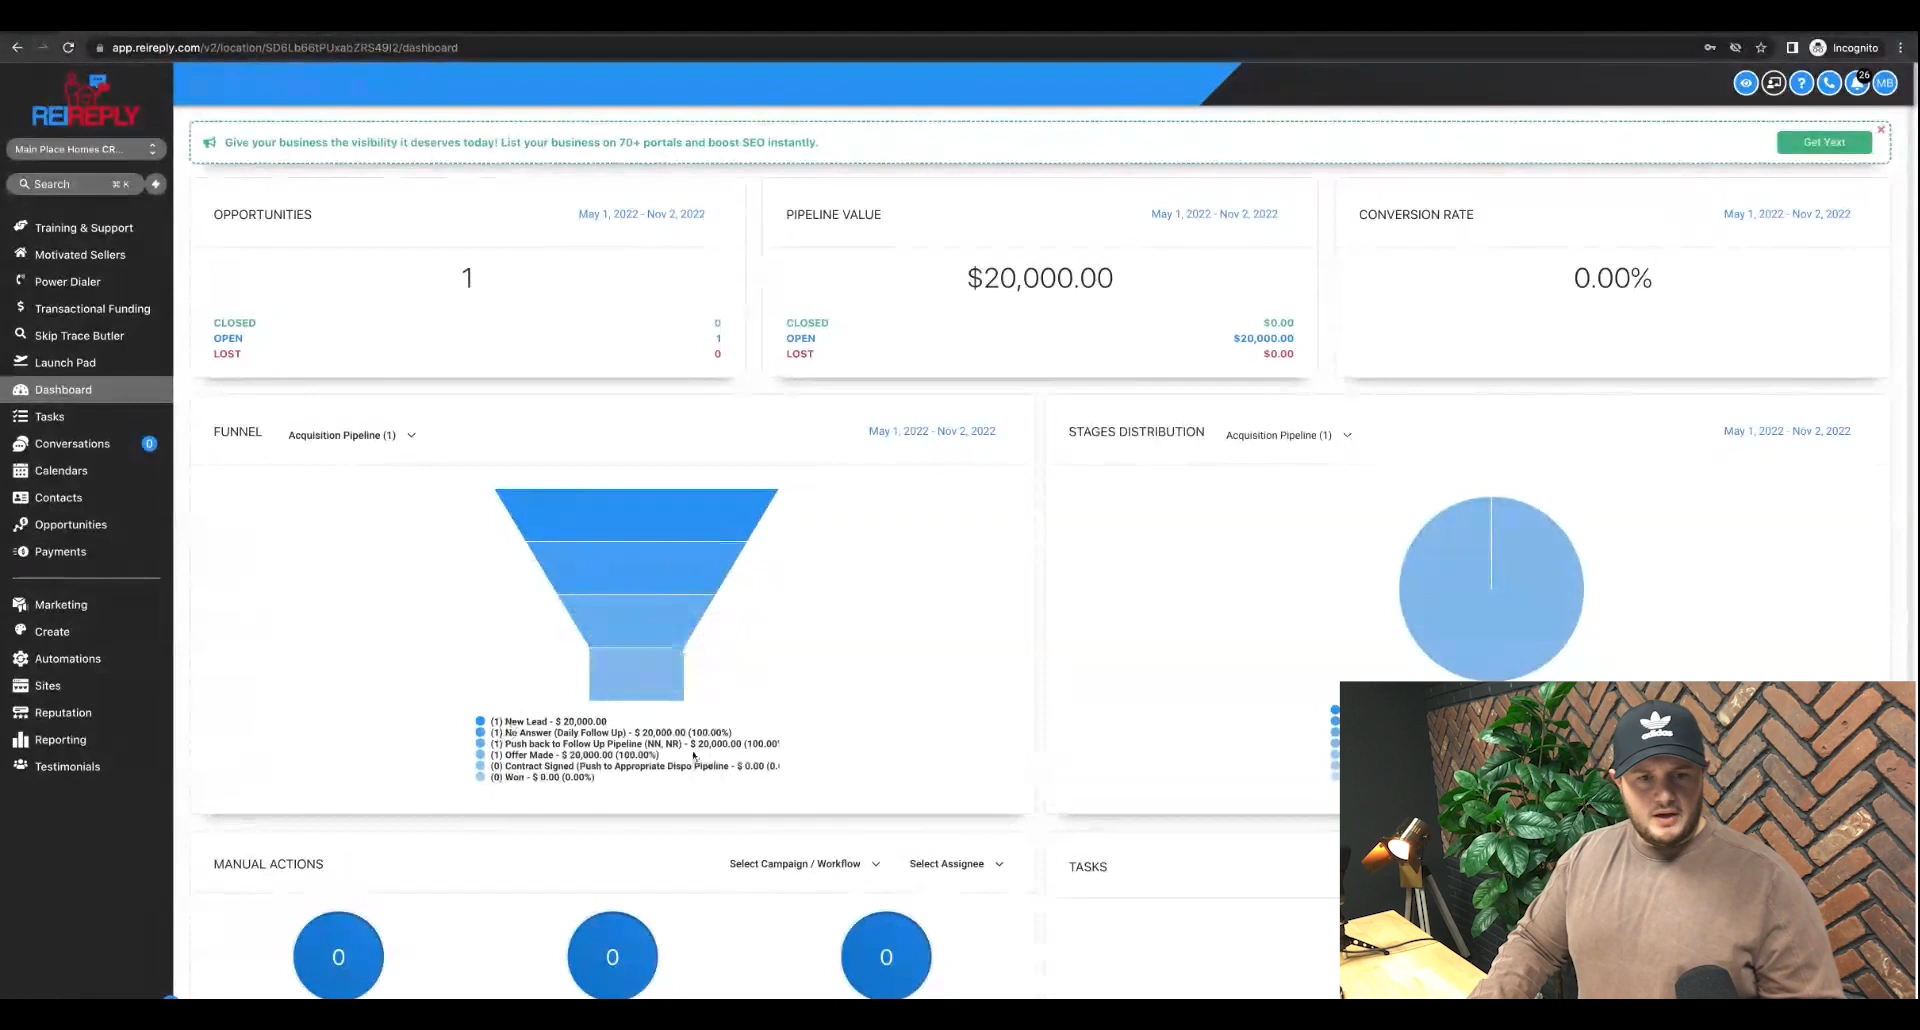 app.reireply.com/v2/location/SD6Lb66tPUxabZRS49I2/dashboard
Incognito
REIREPLY
26
MB
Main Place Homes CR...
Search
⌘ K
Give your business the visibility it deserves today! List your business on 70+ portals and boost SEO instantly.
Get Yext
Training & Support
Motivated Sellers
Power Dialer
Transactional Funding
Skip Trace Butler
Launch Pad
Dashboard
Tasks
Conversations 0
Calendars
Contacts
Opportunities
Payments
Marketing
Create
Automations
Sites
Reputation
Reporting
Testimonials
OPPORTUNITIES May 1, 2022 - Nov 2, 2022
1
CLOSED 0
OPEN 1
LOST 0
PIPELINE VALUE May 1, 2022 - Nov 2, 2022
$20,000.00
CLOSED $0.00
OPEN $20,000.00
LOST $0.00
CONVERSION RATE May 1, 2022 - Nov 2, 2022
0.00%
FUNNEL Acquisition Pipeline (1) May 1, 2022 - Nov 2, 2022
(1) New Lead - $ 20,000.00
(1) No Answer (Daily Follow Up) - $ 20,000.00 (100.00%)
(1) Push back to Follow Up Pipeline (NN, NR) - $ 20,000.00 (100.00%
(1) Offer Made - $ 20,000.00 (100.00%)
(0) Contract Signed (Push to Appropriate Dispo Pipeline - $ 0.00 (0.
(0) Won - $ 0.00 (0.00%)
STAGES DISTRIBUTION Acquisition Pipeline (1) May 1, 2022 - Nov 2, 2022
MANUAL ACTIONS Select Campaign / Workflow Select Assignee
0 0 0
TASKS
adidas